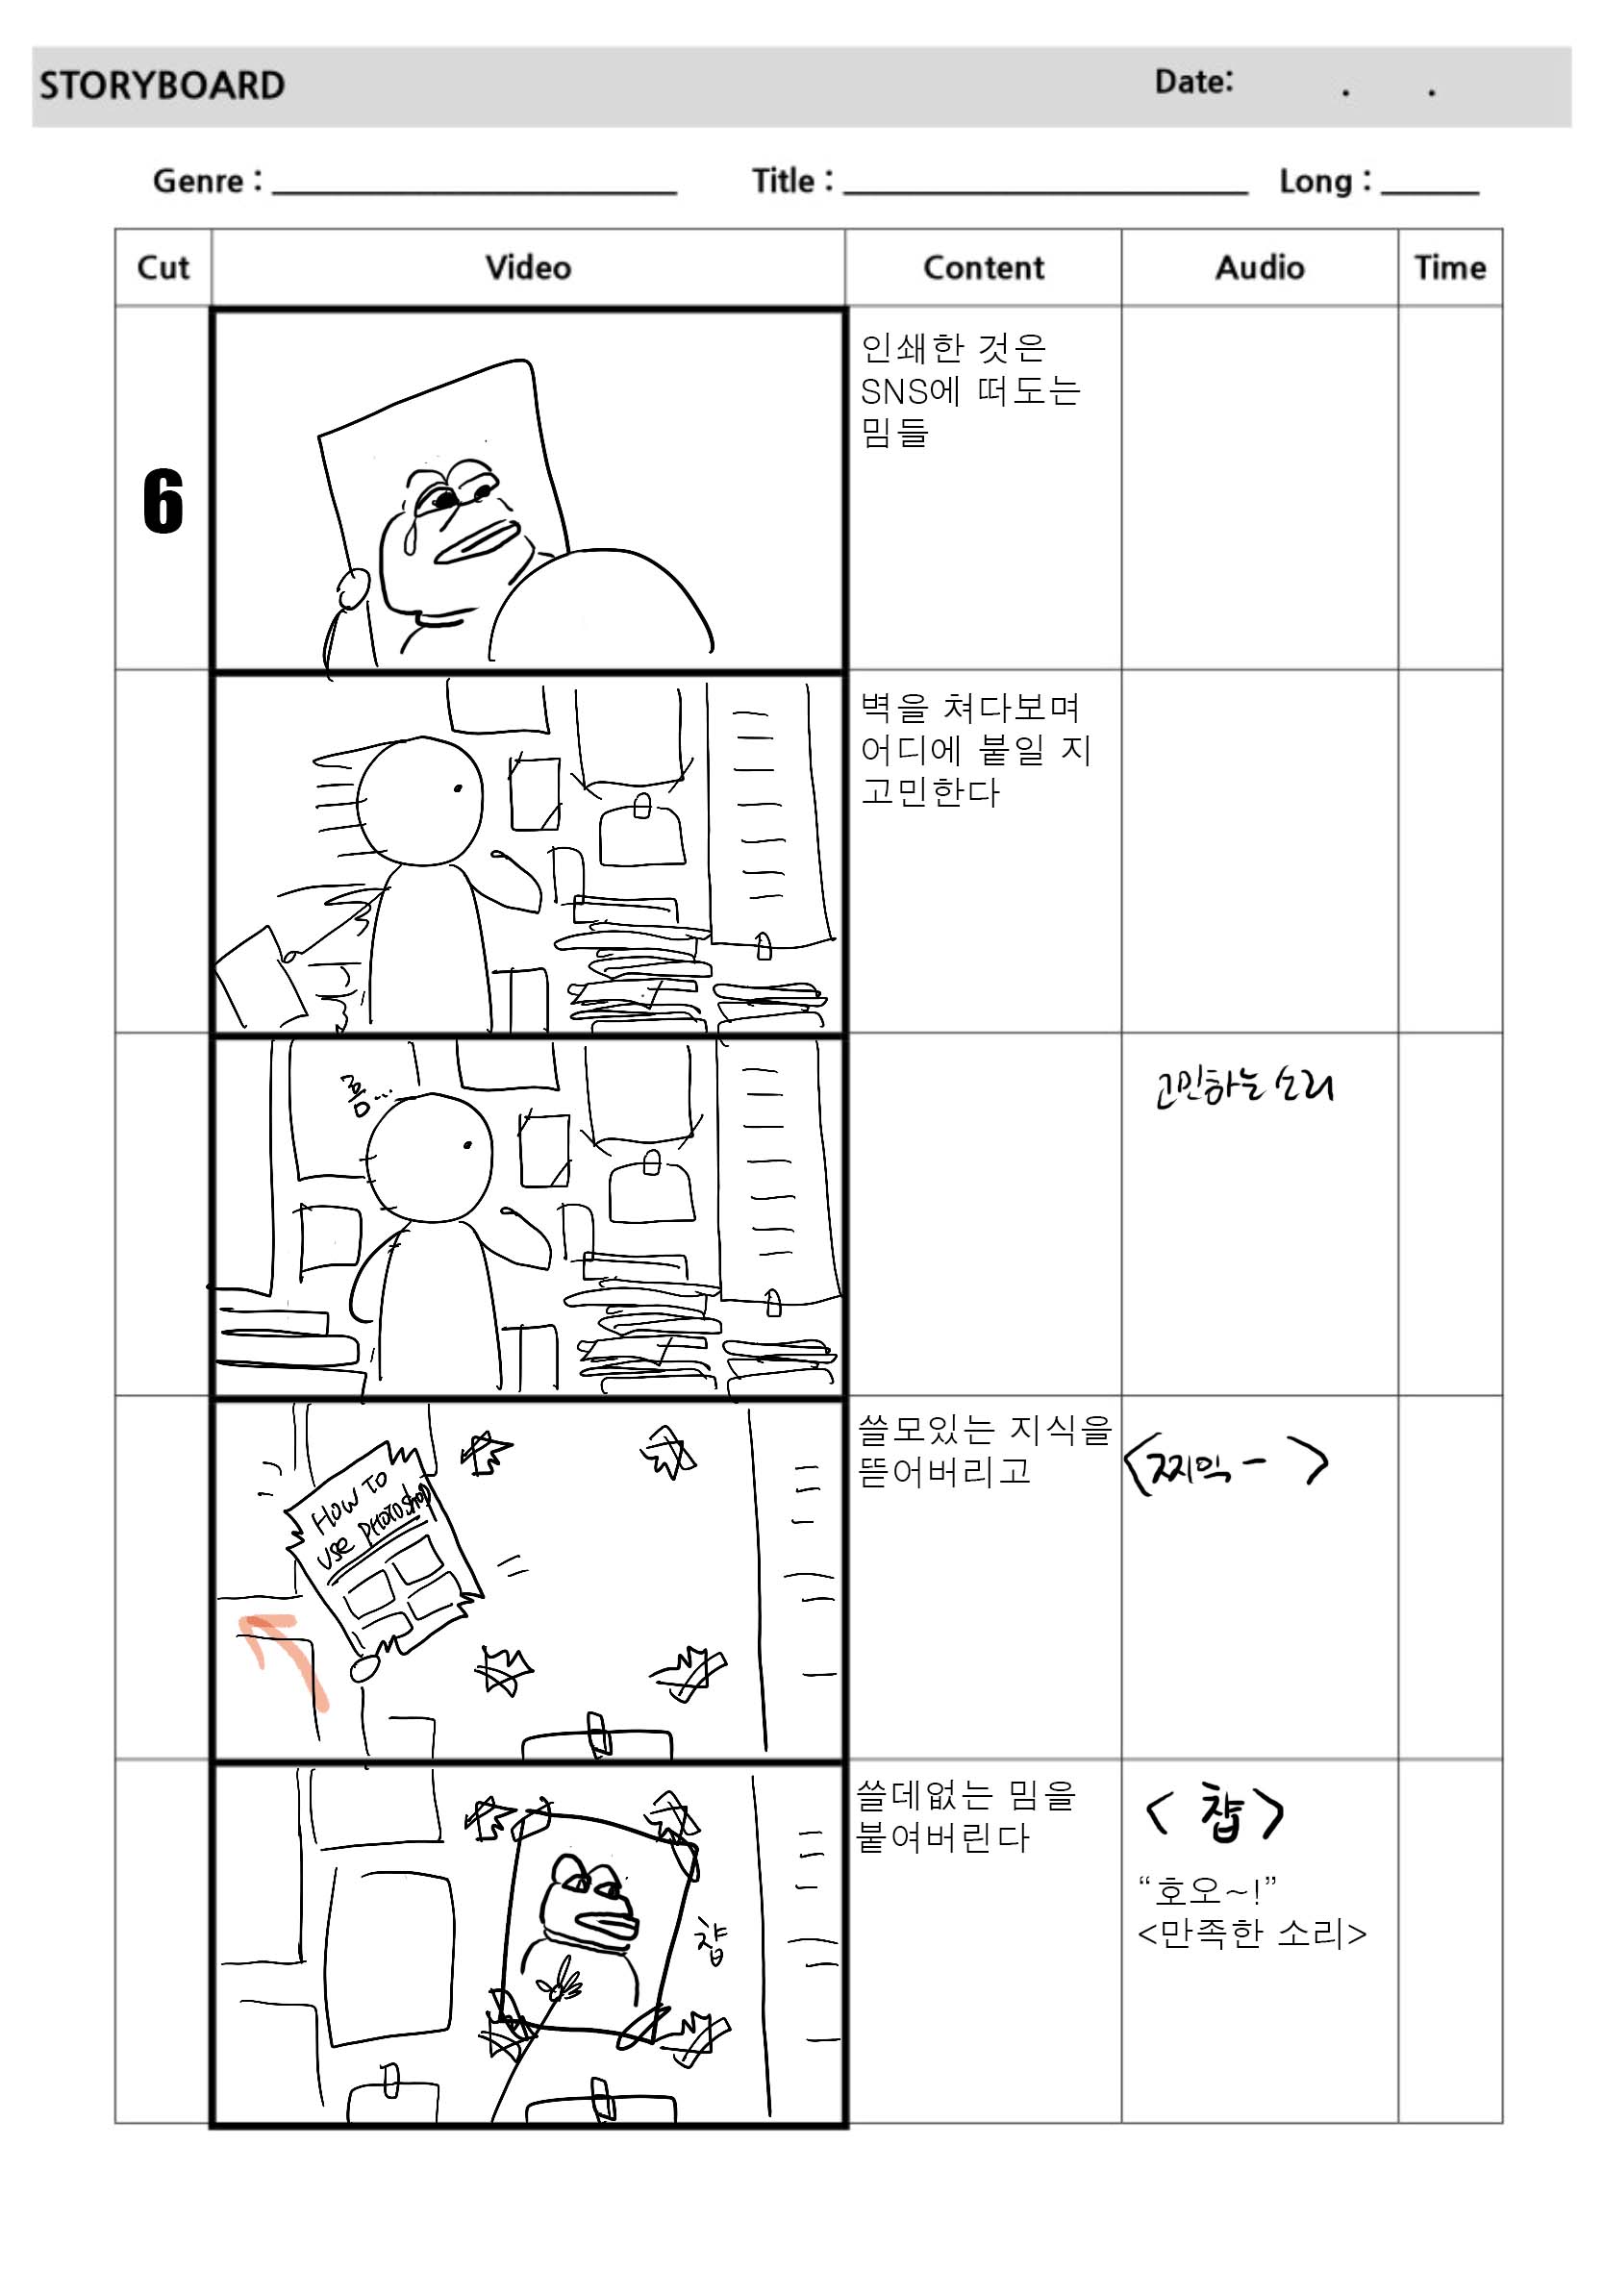 STORYBOARD
Date: . .
Genre :
Title :
Long :
Cut
Video
Content
Audio
Time
6
인쇄한 것은
SNS에 떠도는
밈들
벽을 쳐다보며
어디에 붙일 지
고민한다
흠...
고민하는 소리
HOW TO
USE PHOTOSHOP
쓸모있는 지식을
뜯어버리고
<찌익->
챱
쓸데없는 밈을
붙여버린다
<챱>
“호오~!”
<만족한 소리>